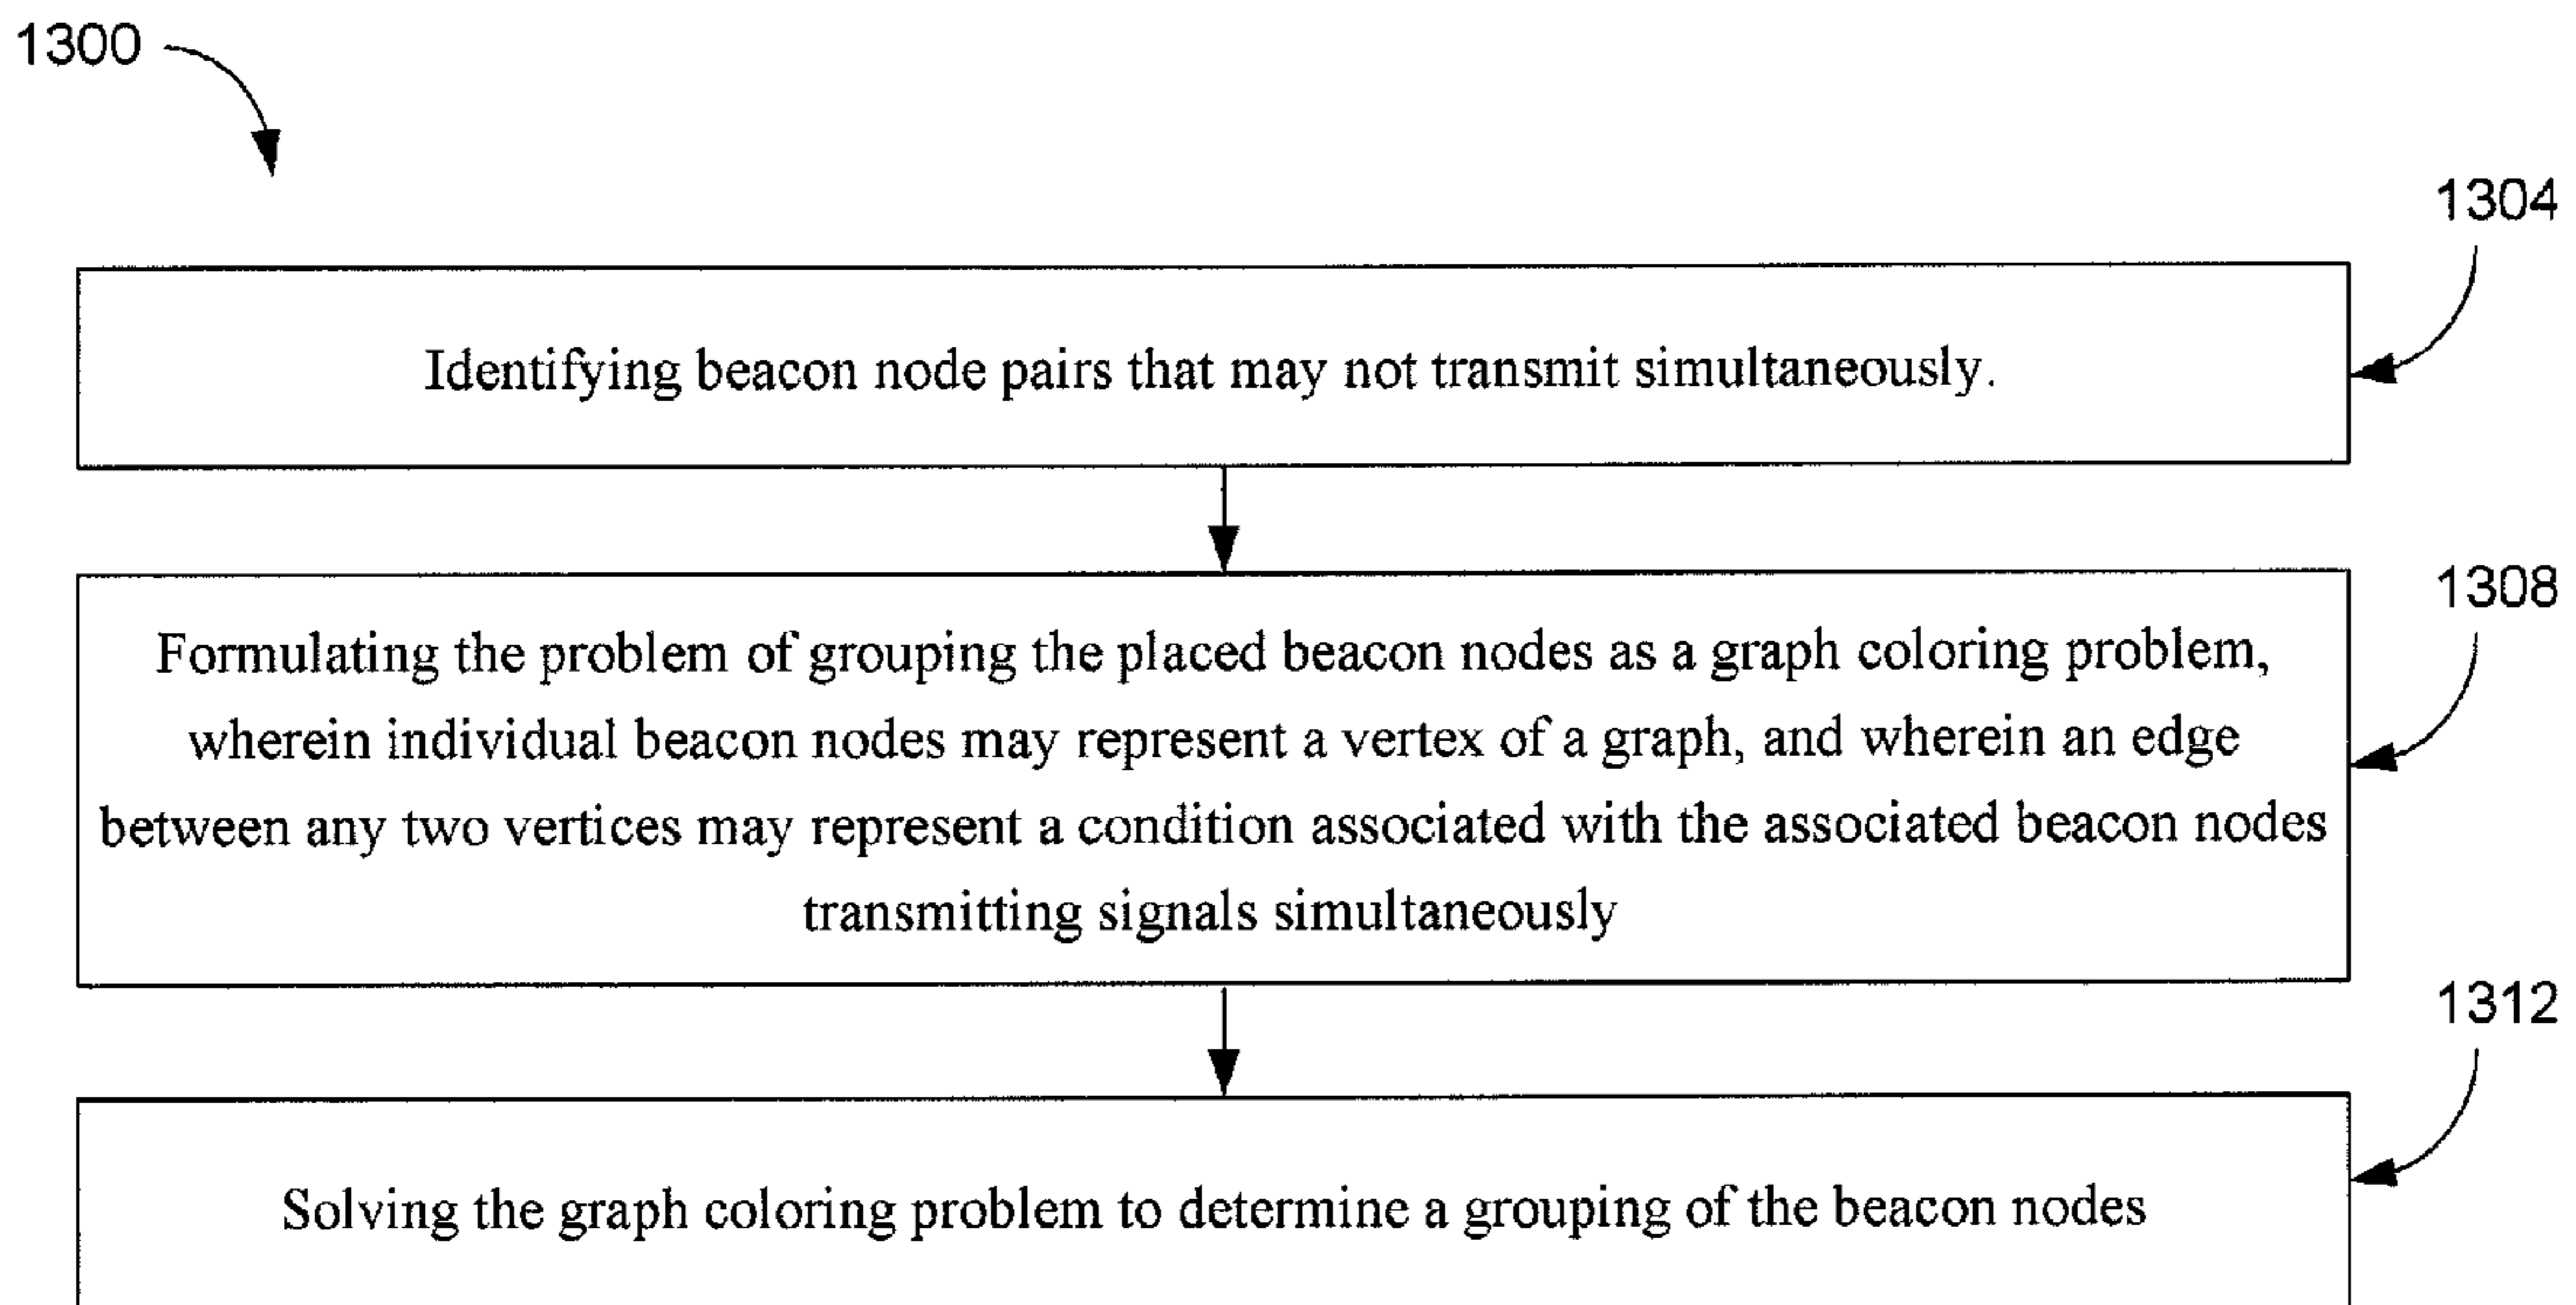 1300
1304
Identifying beacon node pairs that may not transmit simultaneously.
1308
Formulating the problem of grouping the placed beacon nodes as a graph coloring problem,
wherein individual beacon nodes may represent a vertex of a graph, and wherein an edge
between any two vertices may represent a condition associated with the associated beacon nodes
transmitting signals simultaneously
1312
Solving the graph coloring problem to determine a grouping of the beacon nodes